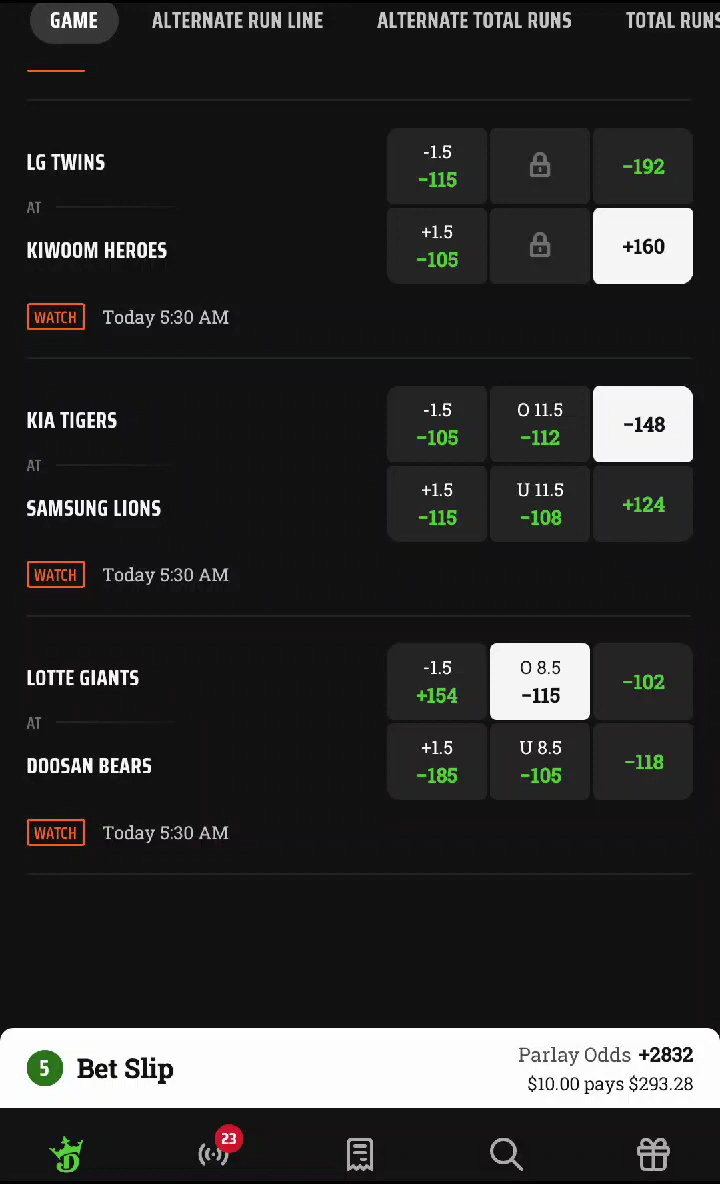 GAME ALTERNATE RUN LINE ALTERNATE TOTAL RUNS TOTAL RUNS
LG TWINS
-1.5
−115
−192
AT
KIWOOM HEROES
+1.5
−105
+160
WATCH Today 5:30 AM
KIA TIGERS
-1.5
−105
O 11.5
−112
−148
AT
SAMSUNG LIONS
+1.5
−115
U 11.5
−108
+124
WATCH Today 5:30 AM
LOTTE GIANTS
-1.5
+154
O 8.5
−115
−102
AT
DOOSAN BEARS
+1.5
−185
U 8.5
−105
−118
WATCH Today 5:30 AM
5 Bet Slip
Parlay Odds +2832
$10.00 pays $293.28
23